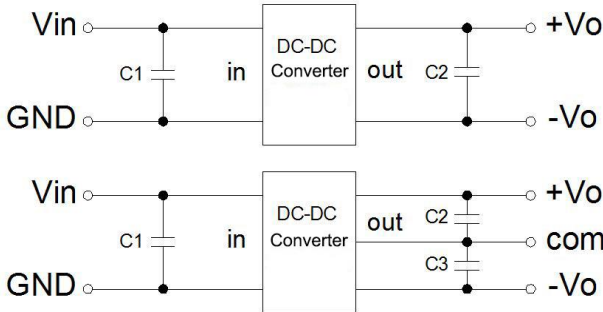 Vin
+Vo
DC-DC
Converter
C1
in
out
C2
GND
-Vo
Vin
+Vo
DC-DC
Converter
C1
in
out
C2
com
C3
GND
-Vo